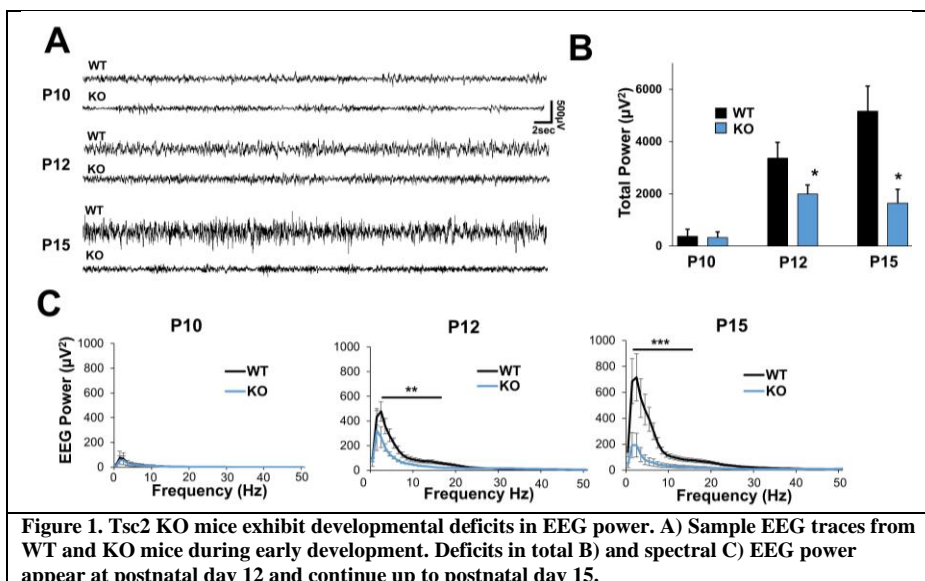 A
B
WT
P10
KO
500µV
2sec
WT
P12
KO
WT
P15
KO
Total Power (µV²)
6000
4000
2000
0
WT
KO
*
*
P10
P12
P15
C
P10
EEG Power (µV²)
1000
800
600
400
200
0
WT
KO
0
10
20
30
40
50
Frequency (Hz)
P12
1000
800
600
400
200
0
**
WT
KO
0
10
20
30
40
50
Frequency (Hz)
P15
1000
800
600
400
200
0
***
WT
KO
0
10
20
30
40
50
Frequency (Hz)
Figure 1. Tsc2 KO mice exhibit developmental deficits in EEG power. A) Sample EEG traces from
WT and KO mice during early development. Deficits in total B) and spectral C) EEG power
appear at postnatal day 12 and continue up to postnatal day 15.